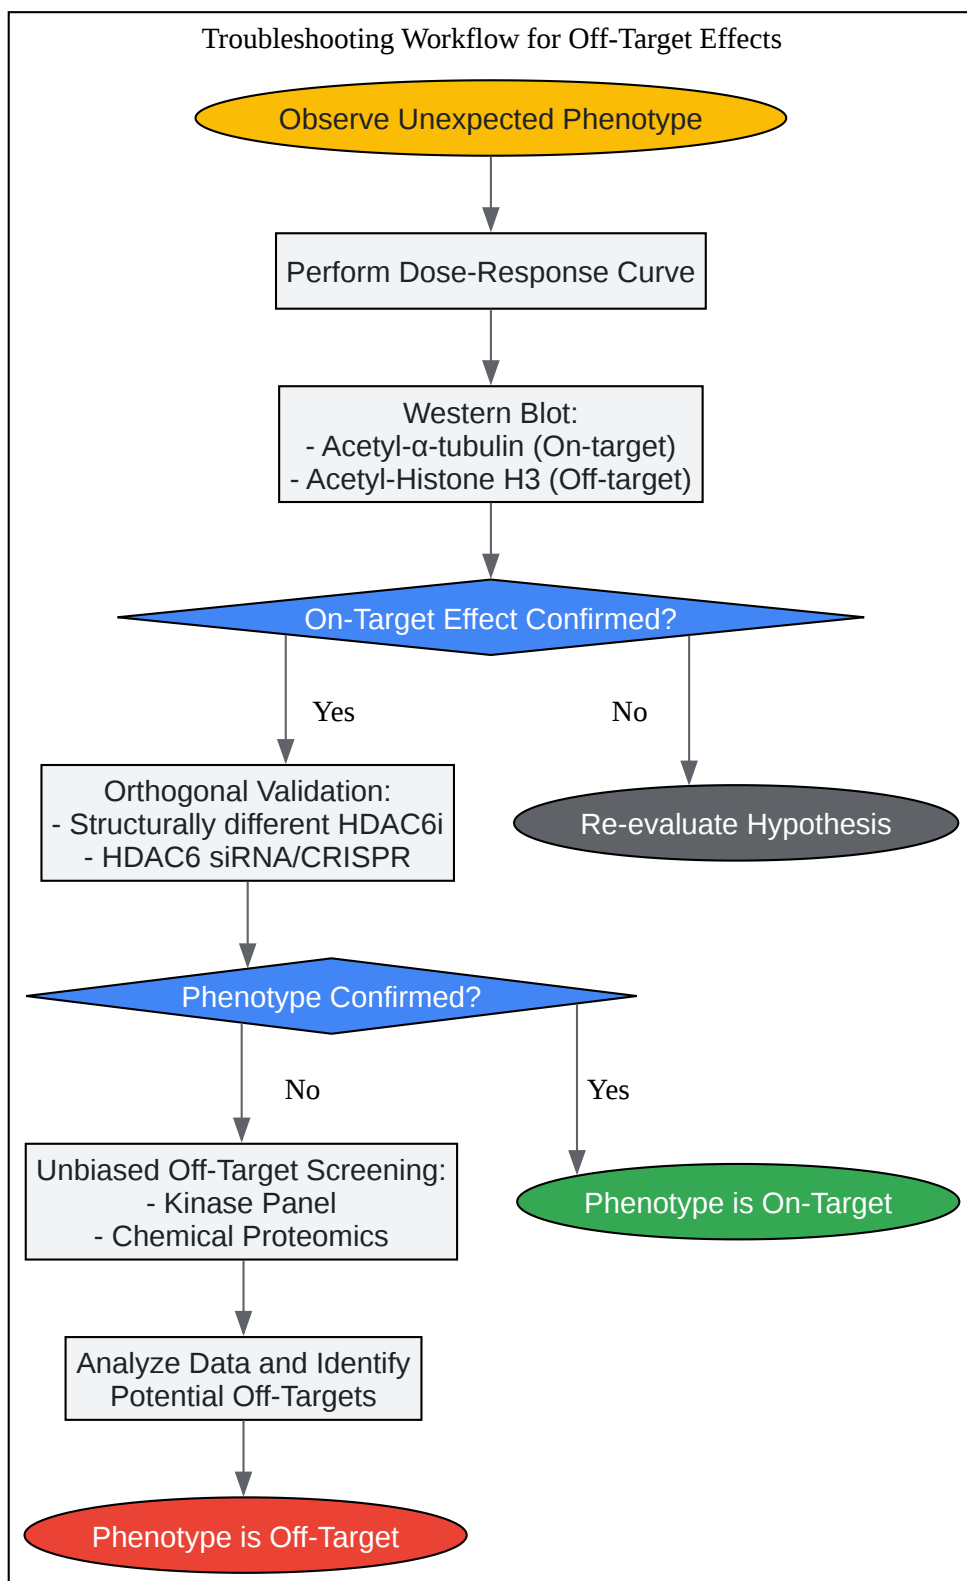 Troubleshooting Workflow for Off-Target Effects
Observe Unexpected Phenotype
Perform Dose-Response Curve
Western Blot:
- Acetyl-α-tubulin (On-target)
- Acetyl-Histone H3 (Off-target)
On-Target Effect Confirmed?
Yes
No
Orthogonal Validation:
- Structurally different HDAC6i
- HDAC6 siRNA/CRISPR
Re-evaluate Hypothesis
Phenotype Confirmed?
No
Yes
Unbiased Off-Target Screening:
- Kinase Panel
- Chemical Proteomics
Phenotype is On-Target
Analyze Data and Identify
Potential Off-Targets
Phenotype is Off-Target